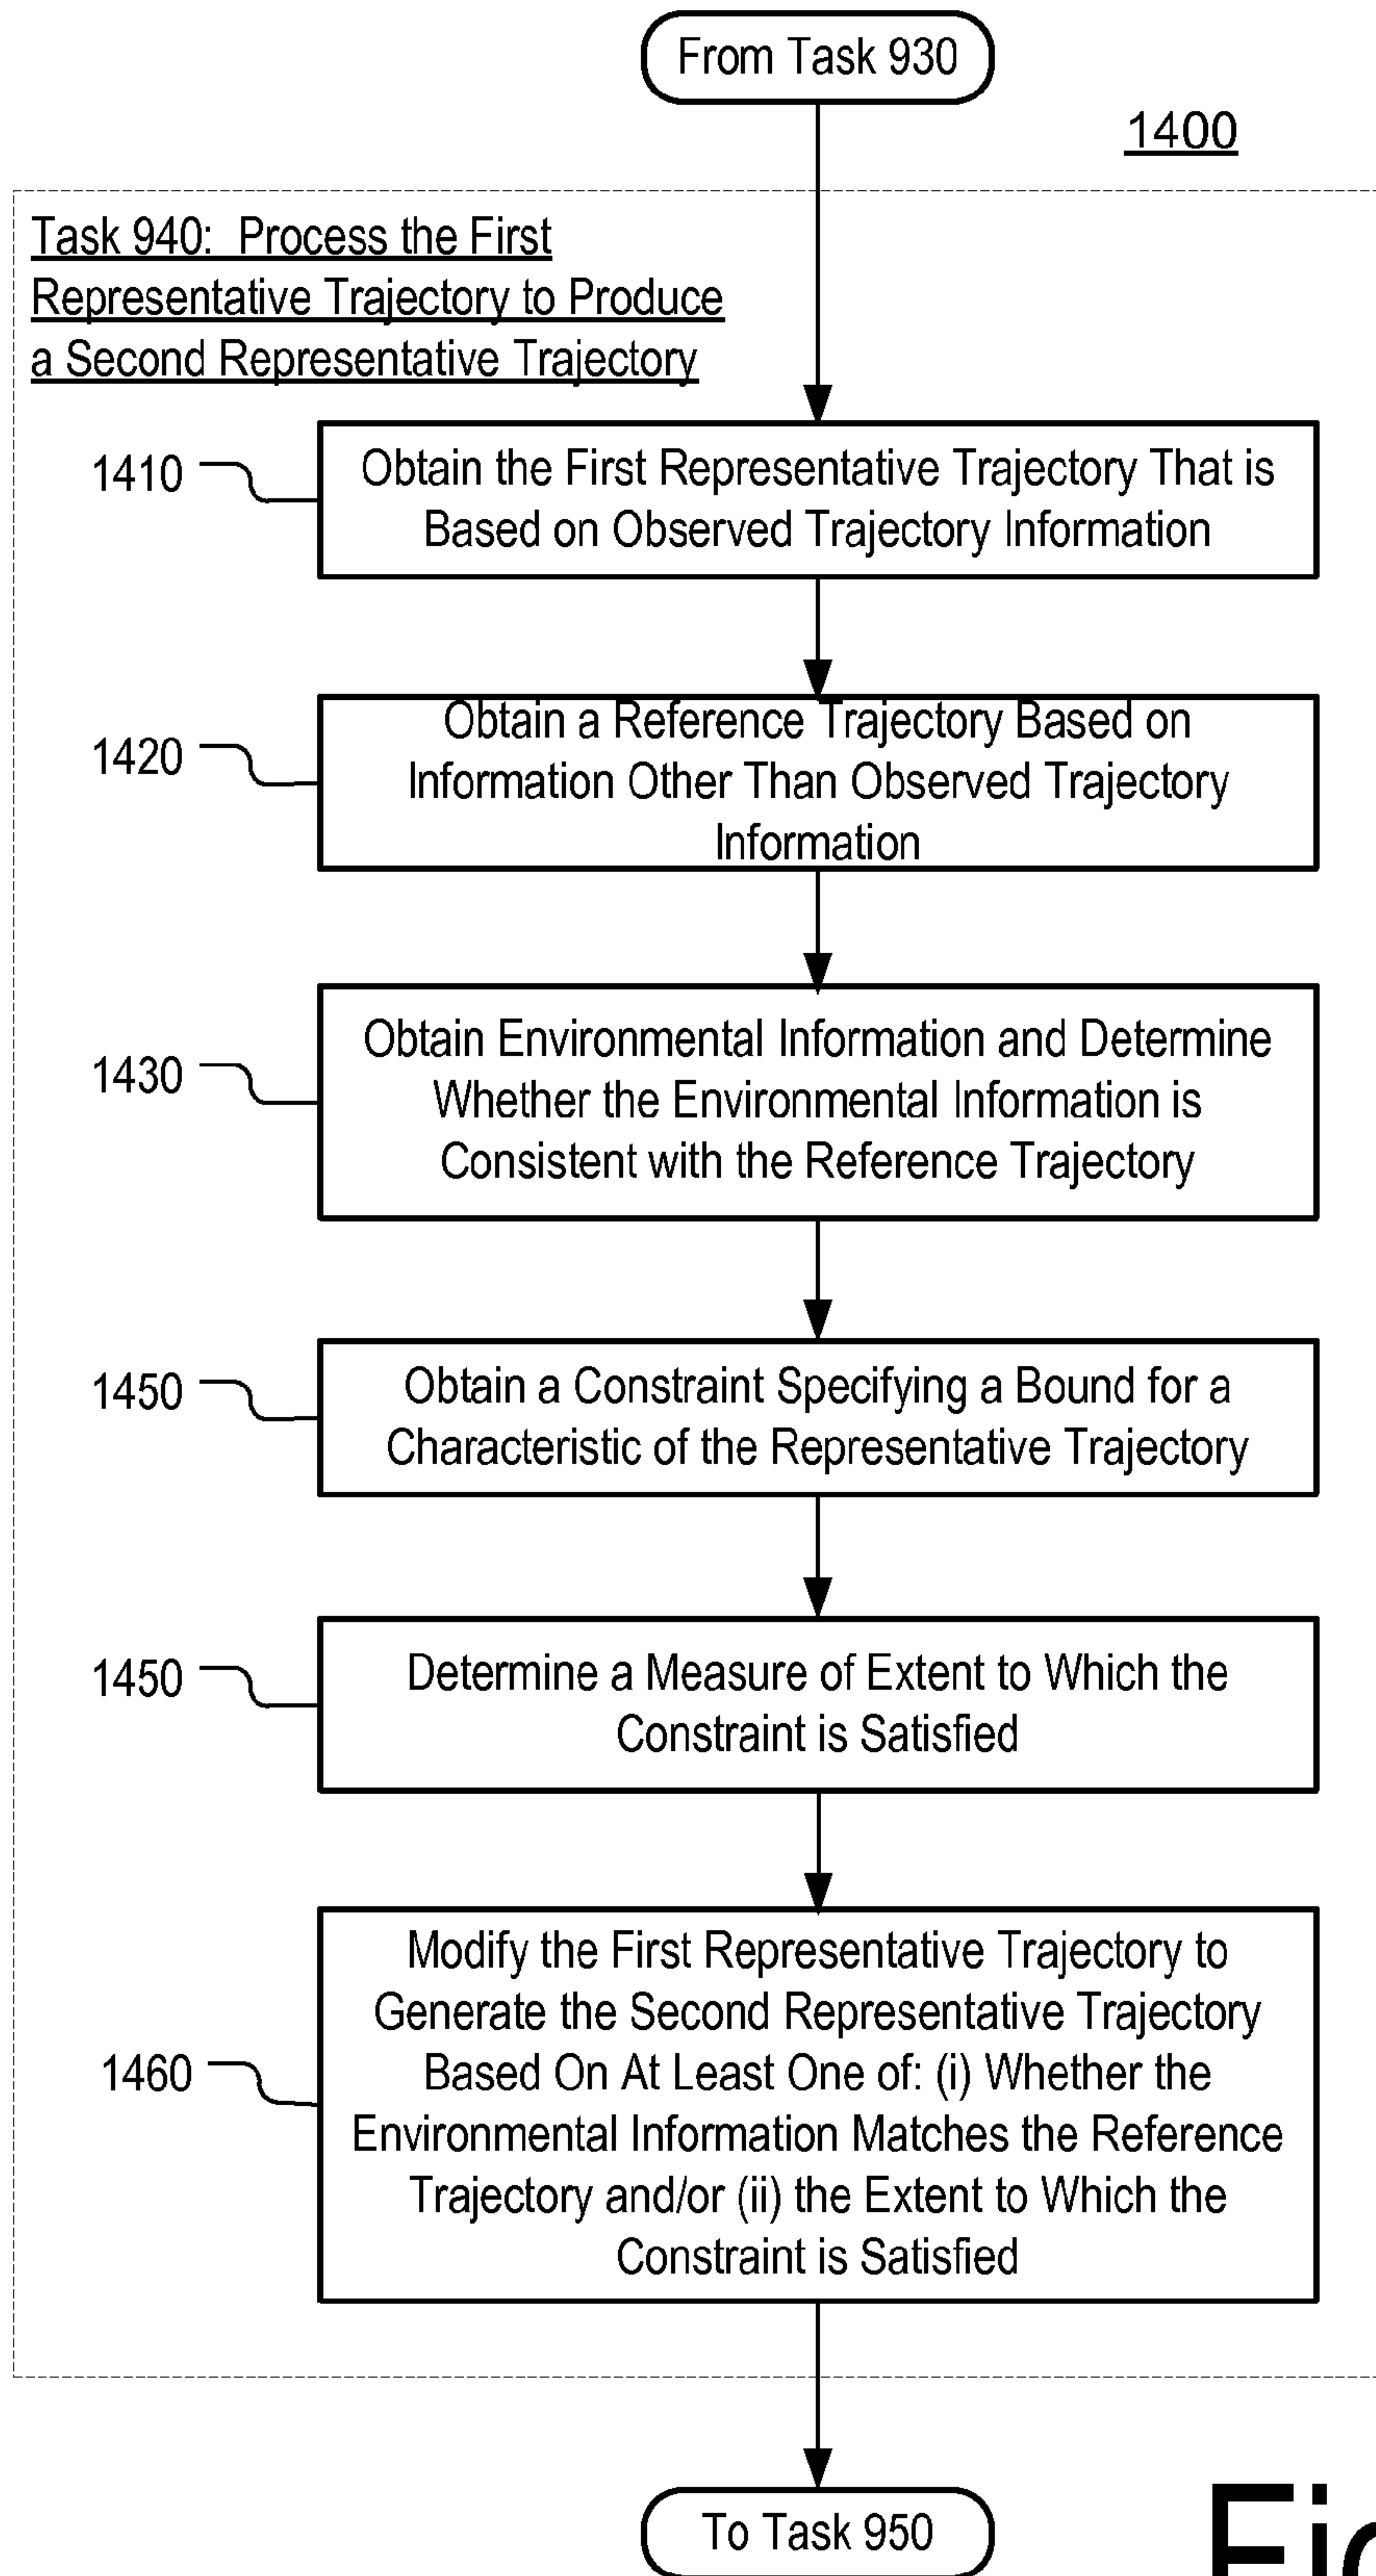 From Task 930
1400
Task 940: Process the First
Representative Trajectory to Produce
a Second Representative Trajectory
1410
Obtain the First Representative Trajectory That is
Based on Observed Trajectory Information
1420
Obtain a Reference Trajectory Based on
Information Other Than Observed Trajectory
Information
1430
Obtain Environmental Information and Determine
Whether the Environmental Information is
Consistent with the Reference Trajectory
1450
Obtain a Constraint Specifying a Bound for a
Characteristic of the Representative Trajectory
1450
Determine a Measure of Extent to Which the
Constraint is Satisfied
1460
Modify the First Representative Trajectory to
Generate the Second Representative Trajectory
Based On At Least One of: (i) Whether the
Environmental Information Matches the Reference
Trajectory and/or (ii) the Extent to Which the
Constraint is Satisfied
To Task 950